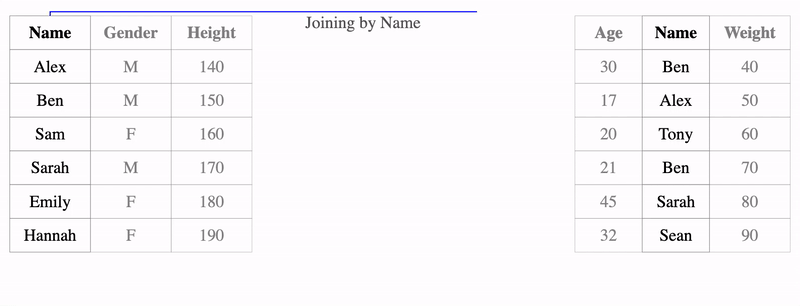 Joining by Name
Name Gender Height
Alex M 140
Ben M 150
Sam F 160
Sarah M 170
Emily F 180
Hannah F 190
Age Name Weight
30 Ben 40
17 Alex 50
20 Tony 60
21 Ben 70
45 Sarah 80
32 Sean 90